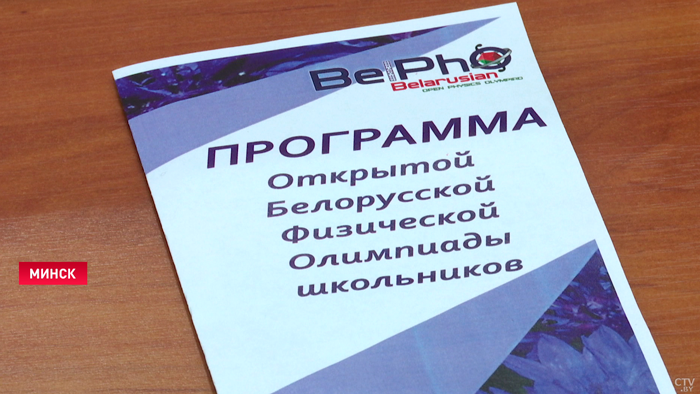 BelPhO
Belarusian
OPEN PHYSICS OLYMPIAD
ПРОГРАММА
Открытой
Белорусской
Физической
Олимпиады
школьников
МИНСК
CTV
.BY